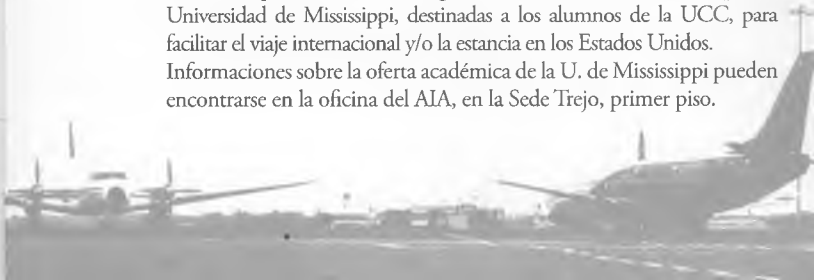 Universidad de Mississippi, destinadas a los alumnos de la UCC, para
facilitar el viaje internacional y/o la estancia en los Estados Unidos.
Informaciones sobre la oferta académica de la U. de Mississippi pueden
encontrarse en la oficina del AIA, en la Sede Trejo, primer piso.